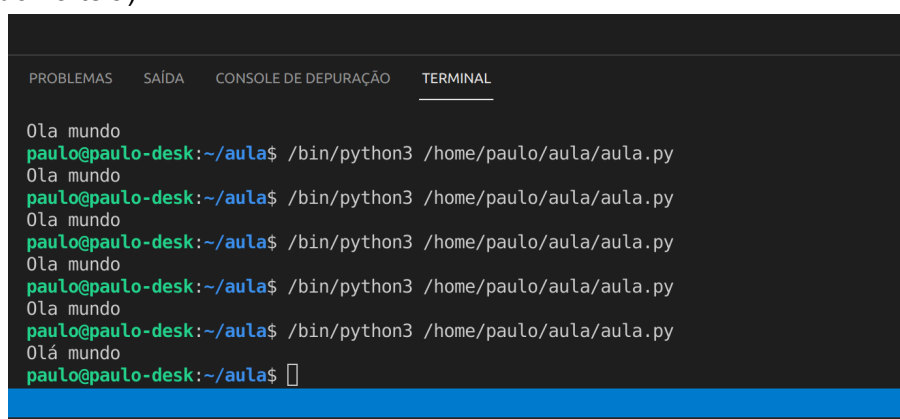 PROBLEMAS SAÍDA CONSOLE DE DEPURAÇÃO TERMINAL
Ola mundo
paulo@paulo-desk:~/aula$ /bin/python3 /home/paulo/aula/aula.py
Ola mundo
paulo@paulo-desk:~/aula$ /bin/python3 /home/paulo/aula/aula.py
Ola mundo
paulo@paulo-desk:~/aula$ /bin/python3 /home/paulo/aula/aula.py
Ola mundo
paulo@paulo-desk:~/aula$ /bin/python3 /home/paulo/aula/aula.py
Ola mundo
paulo@paulo-desk:~/aula$ /bin/python3 /home/paulo/aula/aula.py
Olá mundo
paulo@paulo-desk:~/aula$